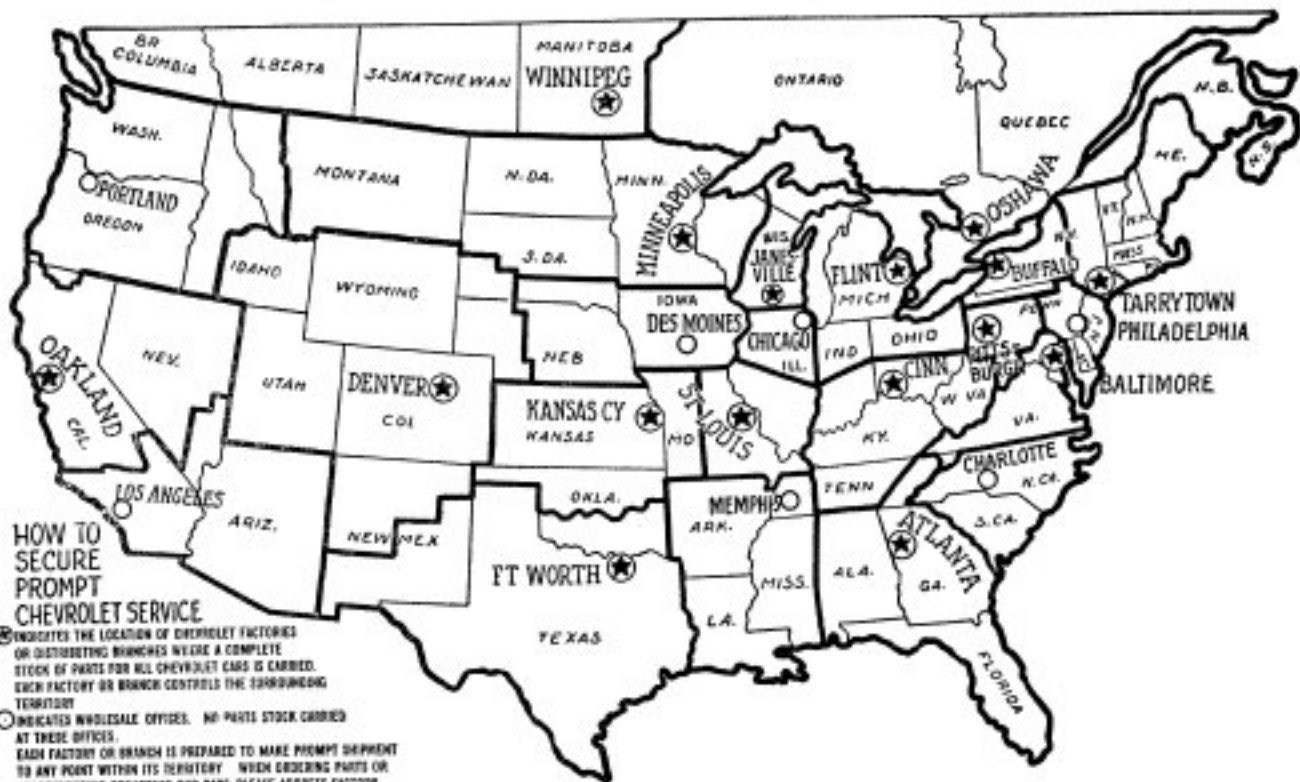 BR
COLUMBIA
ALBERTA
SASKATCHEWAN
MANITOBA
WINNIPEG
ONTARIO
QUEBEC
N.B.
N.S.
WASH.
PORTLAND
OREGON
MONTANA
N. DA.
MINN.
MINNEAPOLIS
S. DA.
IDAHO
WYOMING
WIS.
JANES-
VILLE
FLINT
MICH
OSHAWA
BUFFALO
N.Y.
VT.
N.H.
ME.
MASS
TARRYTOWN
PHILADELPHIA
BALTIMORE
PENN
PITTS-
BURGH
IOWA
DES MOINES
CHICAGO
ILL.
IND
OHIO
CINN
W VA
VA.
KY.
NEB
NEV.
UTAH
OAKLAND
CAL.
DENVER
COL
KANSAS CY
KANSAS
MO
ST LOUIS
LOS ANGELES
ARIZ.
NEW MEX
OKLA.
ARK.
MEMPHIS
TENN
CHARLOTTE
N. CA.
S. CA.
ATLANTA
GA.
ALA.
MISS.
LA.
FT WORTH
TEXAS
FLORIDA
HOW TO
SECURE
PROMPT
CHEVROLET SERVICE
INDICATES THE LOCATION OF CHEVROLET FACTORIES
OR DISTRIBUTING BRANCHES WHERE A COMPLETE
STOCK OF PARTS FOR ALL CHEVROLET CARS IS CARRIED.
EACH FACTORY OR BRANCH CONTROLS THE SURROUNDING
TERRITORY
INDICATES WHOLESALE OFFICES. NO PARTS STOCK CARRIED
AT THESE OFFICES.
EACH FACTORY OR BRANCH IS PREPARED TO MAKE PROMPT SHIPMENT
TO ANY POINT WITHIN ITS TERRITORY WHEN ORDERING PARTS OR